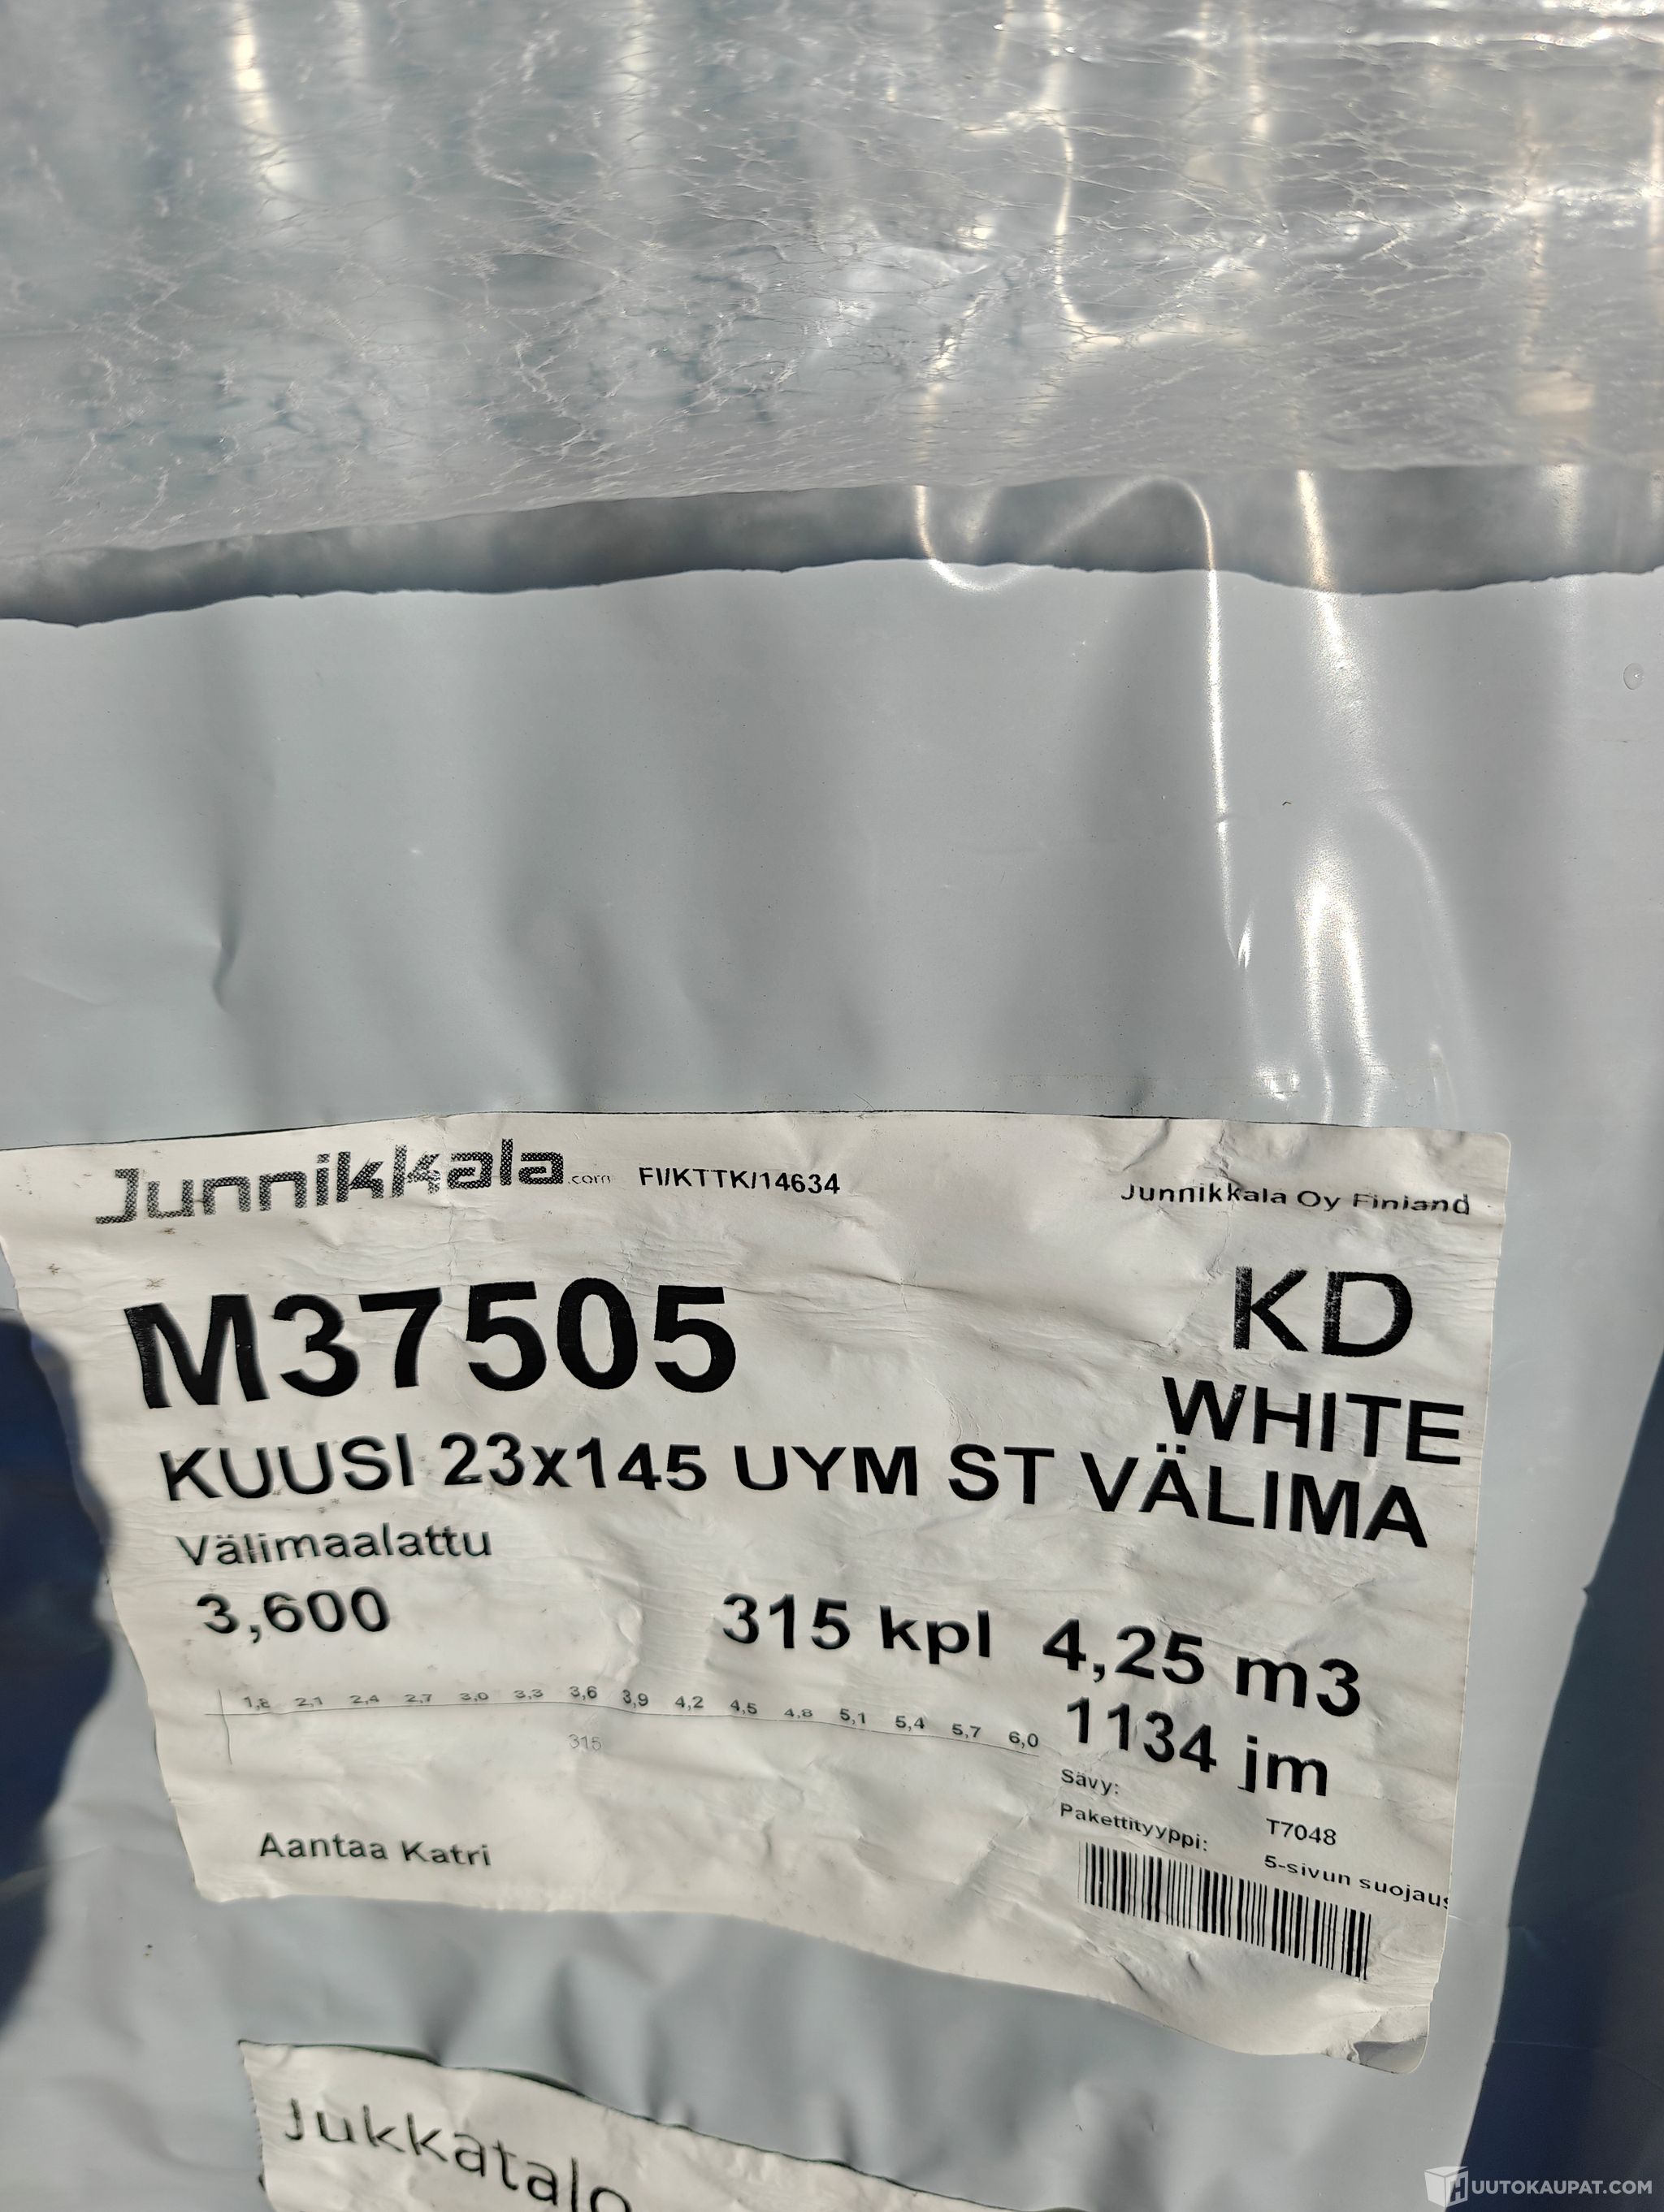 Junnikkala.com FI/KTTK/14634 Junnikkala Oy Finland
M37505 KD
WHITE
KUUSI 23x145 UYM ST VÄLIMA
Välimaalattu
3,600 315 kpl 4,25 m3
1,8 2,1 2,4 2,7 3,0 3,3 3,6 3,9 4,2 4,5 4,8 5,1 5,4 5,7 6,0
315
1134 jm
Sävy: T7048
Pakettityyppi: 5-sivun suojaus
Aantaa Katri
Jukkatalo
HUUTOKAUPAT.COM